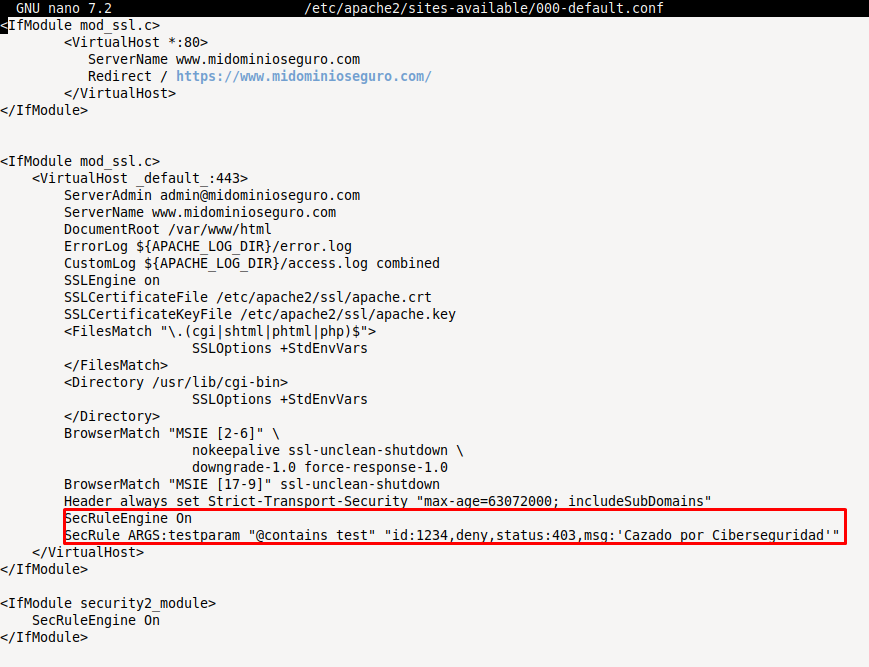 GNU nano 7.2 /etc/apache2/sites-available/000-default.conf
<IfModule mod_ssl.c>
<VirtualHost *:80>
ServerName www.midominioseguro.com
Redirect / https://www.midominioseguro.com/
</VirtualHost>
</IfModule>
<IfModule mod_ssl.c>
<VirtualHost _default_:443>
ServerAdmin admin@midominioseguro.com
ServerName www.midominioseguro.com
DocumentRoot /var/www/html
ErrorLog ${APACHE_LOG_DIR}/error.log
CustomLog ${APACHE_LOG_DIR}/access.log combined
SSLEngine on
SSLCertificateFile /etc/apache2/ssl/apache.crt
SSLCertificateKeyFile /etc/apache2/ssl/apache.key
<FilesMatch "\.(cgi|shtml|phtml|php)$">
SSLOptions +StdEnvVars
</FilesMatch>
<Directory /usr/lib/cgi-bin>
SSLOptions +StdEnvVars
</Directory>
BrowserMatch "MSIE [2-6]" \
nokeepalive ssl-unclean-shutdown \
downgrade-1.0 force-response-1.0
BrowserMatch "MSIE [17-9]" ssl-unclean-shutdown
Header always set Strict-Transport-Security "max-age=63072000; includeSubDomains"
SecRuleEngine On
SecRule ARGS:testparam "@contains test" "id:1234,deny,status:403,msg:'Cazado por Ciberseguridad'"
</VirtualHost>
</IfModule>
<IfModule security2_module>
SecRuleEngine On
</IfModule>